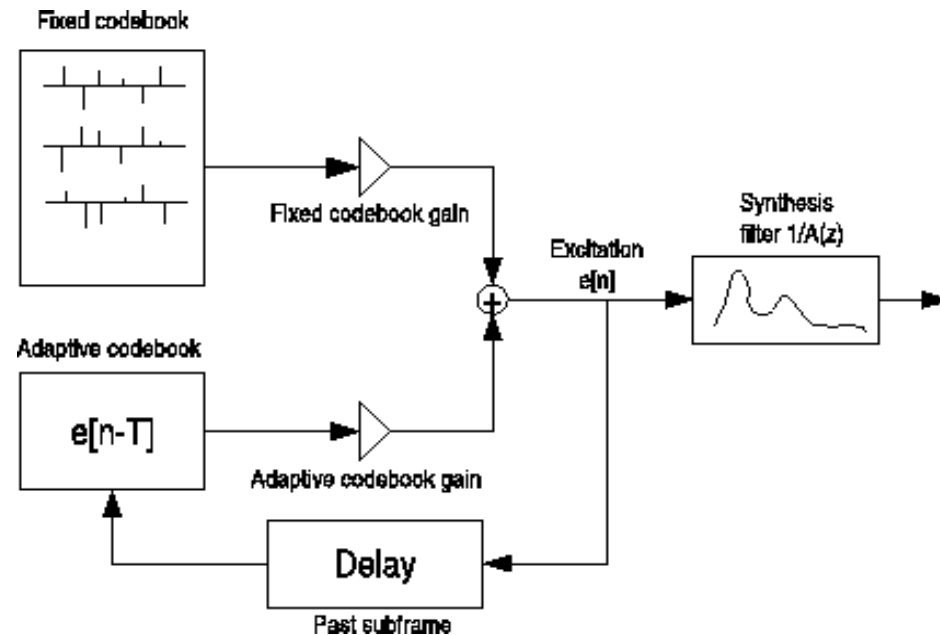 Fixed codebook
Fixed codebook gain
Synthesis
filter 1/A(z)
Excitation
e[n]
+
Adaptive codebook
e[n-T]
Adaptive codebook gain
Delay
Past subframe